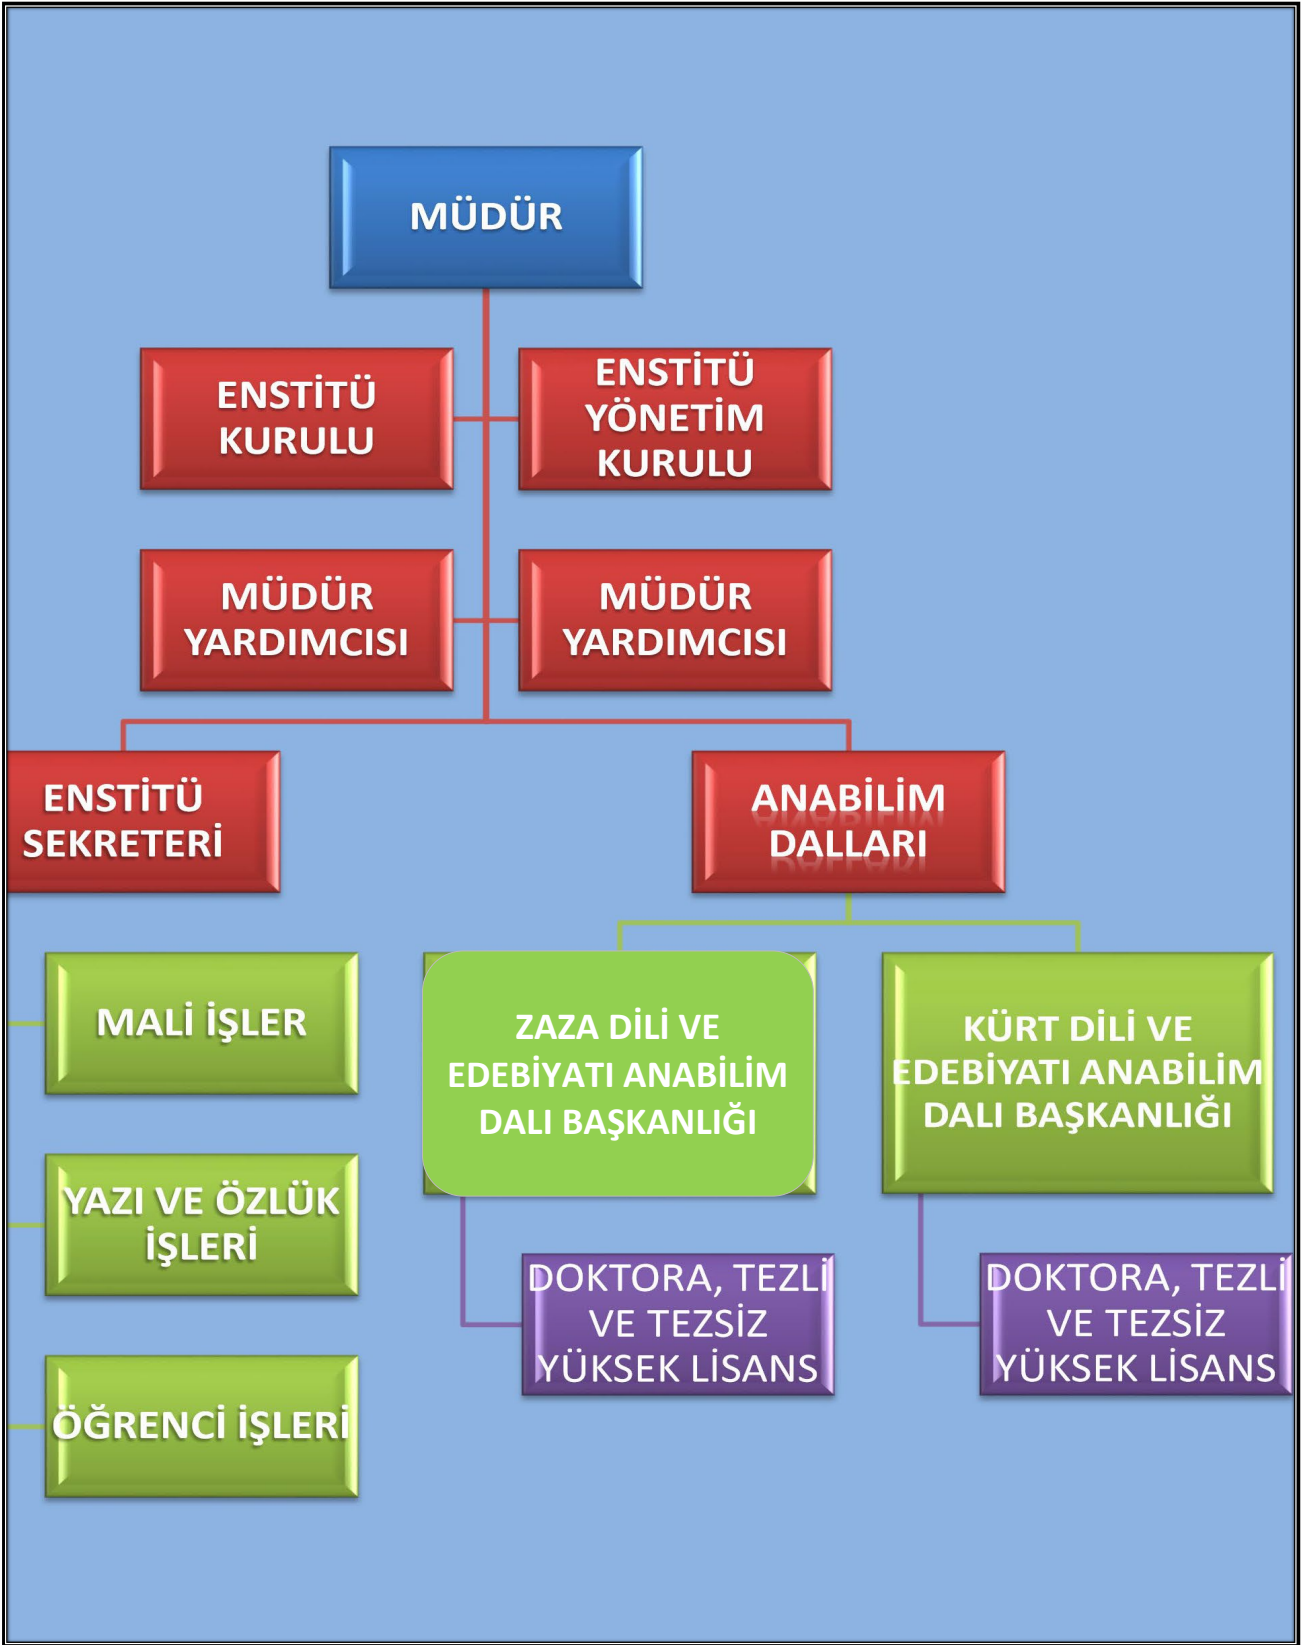 MÜDÜR
ENSTİTÜ
KURULU
ENSTİTÜ
YÖNETİM
KURULU
MÜDÜR
YARDIMCISI
MÜDÜR
YARDIMCISI
ENSTİTÜ
SEKRETERİ
ANABİLİM
DALLARI
MALİ İŞLER
YAZI VE ÖZLÜK
İŞLERİ
ÖĞRENCİ İŞLERİ
ZAZA DİLİ VE
EDEBİYATI ANABİLİM
DALI BAŞKANLIĞI
DOKTORA, TEZLİ
VE TEZSİZ
YÜKSEK LİSANS
KÜRT DİLİ VE
EDEBİYATI ANABİLİM
DALI BAŞKANLIĞI
DOKTORA, TEZLİ
VE TEZSİZ
YÜKSEK LİSANS